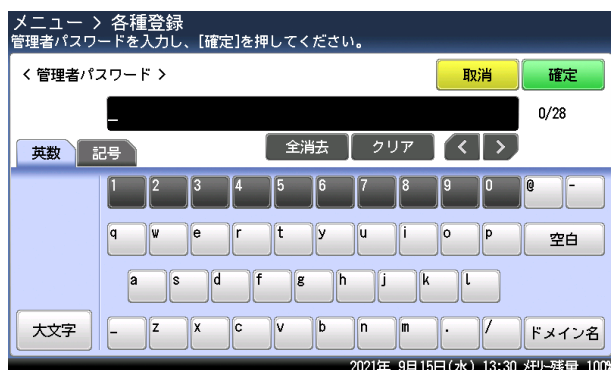 メニュー > 各種登録
管理者パスワードを入力し、[確定]を押してください。
< 管理者パスワード >
取消
確定
_
0/28
英数
記号
全消去
クリア
<
>
1 2 3 4 5 6 7 8 9 0 @ -
q w e r t y u i o p 空白
a s d f g h j k l
大文字
_ z x c v b n m . / ドメイン名
2021年 9月15日(水) 13:30 メモリー残量 100%